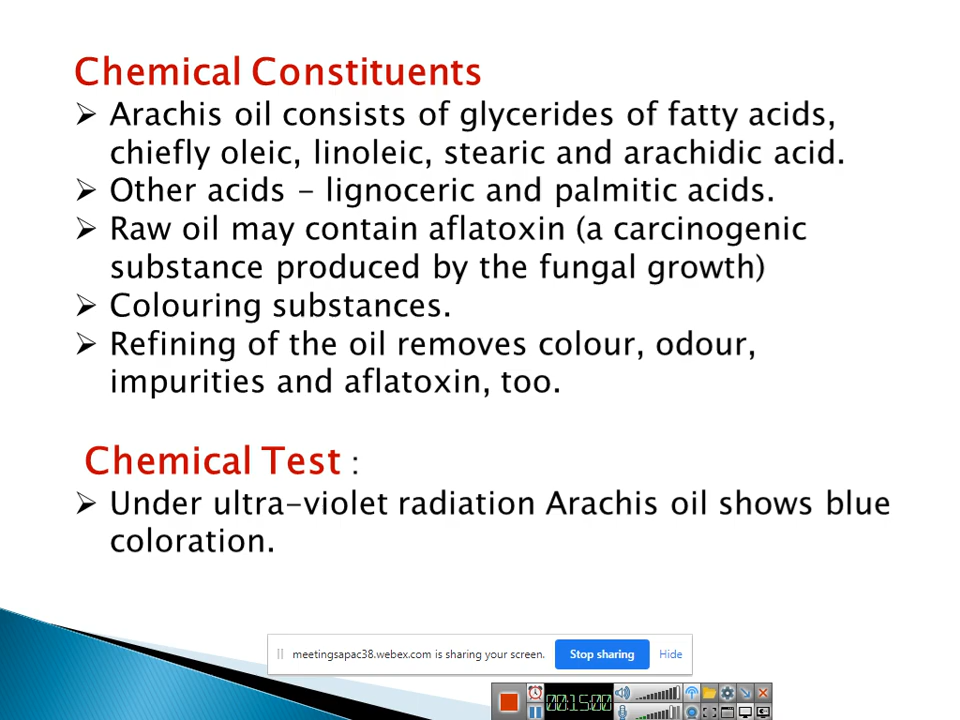 Chemical Constituents
➢ Arachis oil consists of glycerides of fatty acids,
chiefly oleic, linoleic, stearic and arachidic acid.
➢ Other acids - lignoceric and palmitic acids.
➢ Raw oil may contain aflatoxin (a carcinogenic
substance produced by the fungal growth)
➢ Colouring substances.
➢ Refining of the oil removes colour, odour,
impurities and aflatoxin, too.
Chemical Test :
➢ Under ultra-violet radiation Arachis oil shows blue
coloration.
meetingsapac38.webex.com is sharing your screen. Stop sharing Hide
00:15:00